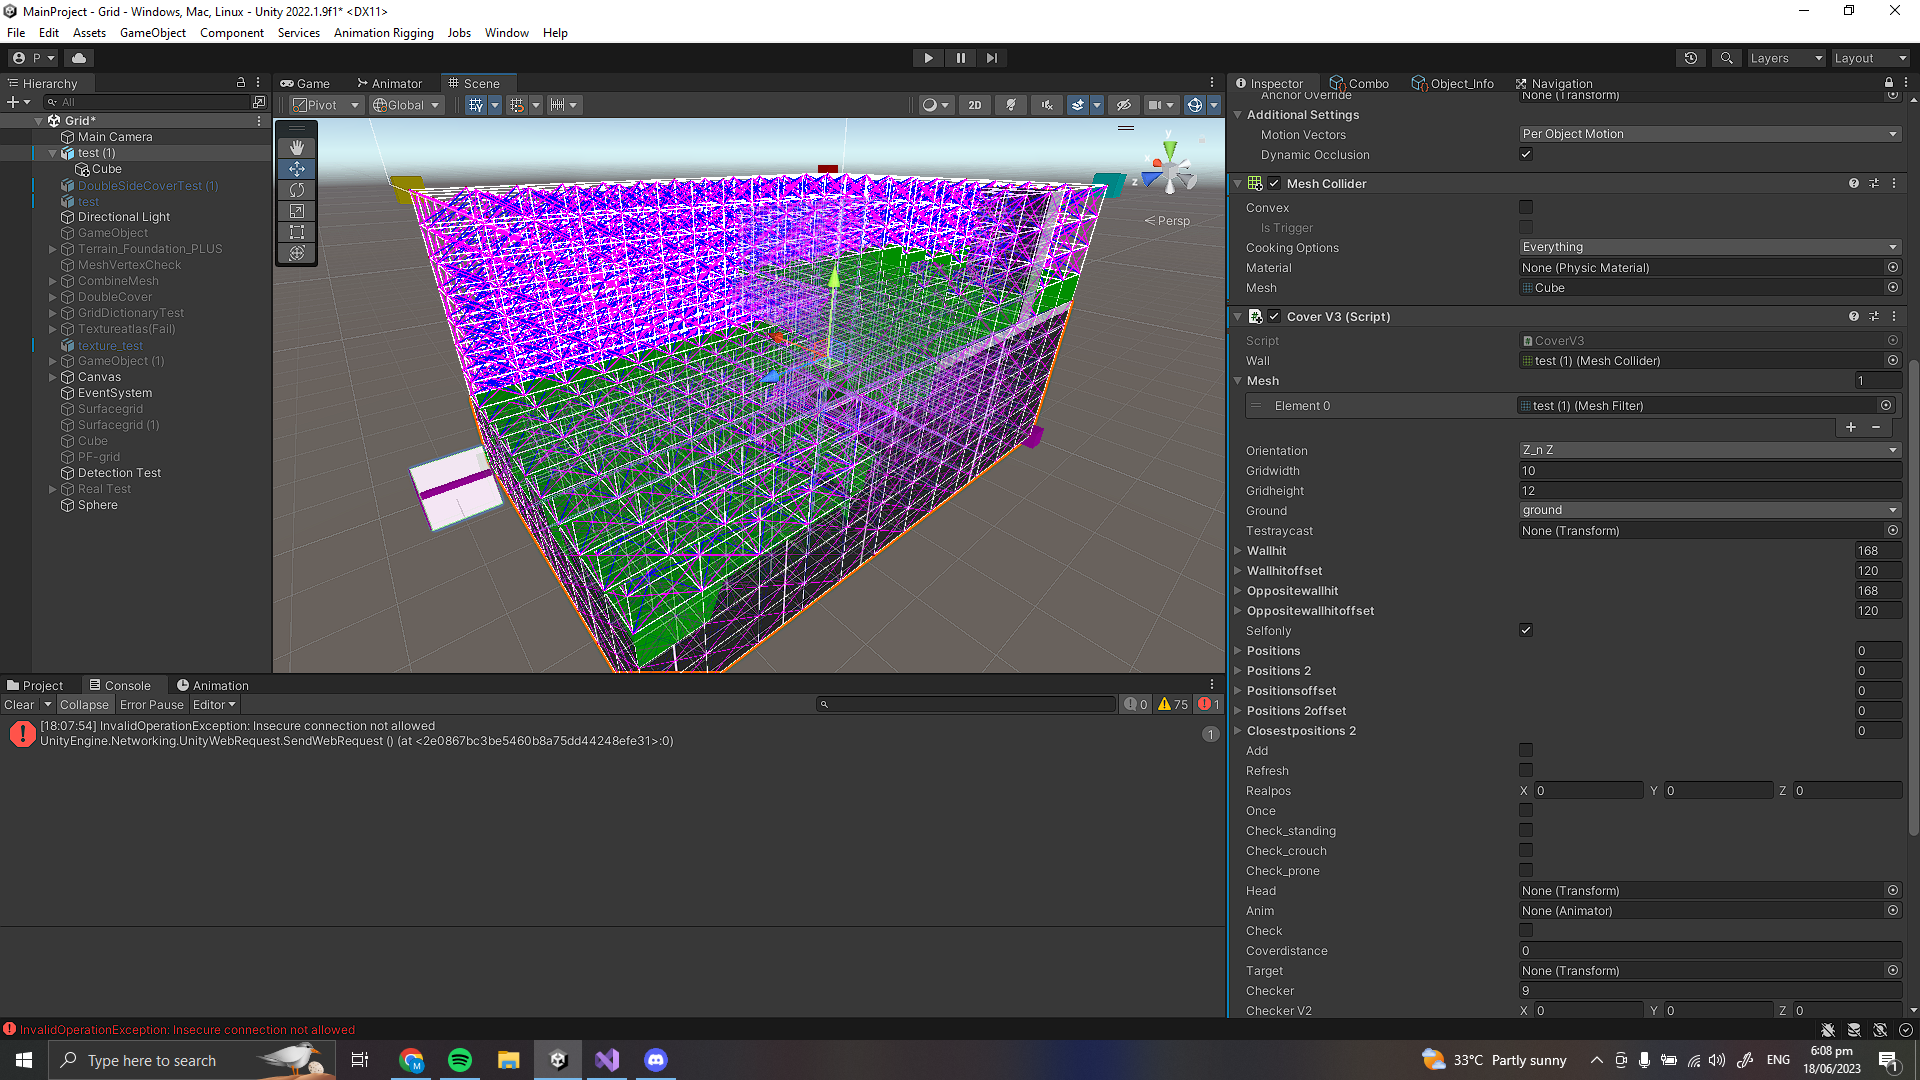 MainProject - Grid - Windows, Mac, Linux - Unity 2022.1.9f1* <DX11>
File Edit Assets GameObject Component Services Animation Rigging Jobs Window Help
P Layers Layout
Hierarchy
All
Grid*
Main Camera
test (1)
Cube
DoubleSideCoverTest (1)
test
Directional Light
GameObject
Terrain_Foundation_PLUS
MeshVertexCheck
CombineMesh
DoubleCover
GridDictionaryTest
Textureatlas(Fail)
texture_test
GameObject (1)
Canvas
EventSystem
Surfacegrid
Surfacegrid (1)
Cube
PF-grid
Detection Test
Real Test
Sphere
Game Animator Scene
Pivot Global 2D
y
x
z
Persp
Inspector Combo Object_Info Navigation
Anchor Override None (Transform)
Additional Settings
Motion Vectors Per Object Motion
Dynamic Occlusion
Mesh Collider
Convex
Is Trigger
Cooking Options Everything
Material None (Physic Material)
Mesh Cube
Cover V3 (Script)
Script CoverV3
Wall test (1) (Mesh Collider)
Mesh 1
Element 0 test (1) (Mesh Filter)
Orientation Z_n Z
Gridwidth 10
Gridheight 12
Ground ground
Testraycast None (Transform)
Wallhit 168
Wallhitoffset 120
Oppositewallhit 168
Oppositewallhitoffset 120
Selfonly
Positions 0
Positions 2 0
Positionsoffset 0
Positions 2offset 0
Closestpositions 2 0
Add
Refresh
Realpos X 0 Y 0 Z 0
Once
Check_standing
Check_crouch
Check_prone
Head None (Transform)
Anim None (Animator)
Check
Coverdistance 0
Target None (Transform)
Checker 9
Checker V2 X 0 Y 0 Z 0
Project Console Animation
Clear Collapse Error Pause Editor 0 75 1
[18:07:54] InvalidOperationException: Insecure connection not allowed
UnityEngine.Networking.UnityWebRequest.SendWebRequest () (at <2e0867bc3be5460b8a75dd44248efe31>:0)
1
InvalidOperationException: Insecure connection not allowed
Type here to search
M
33°C Partly sunny ENG
6:08 pm
18/06/2023
1